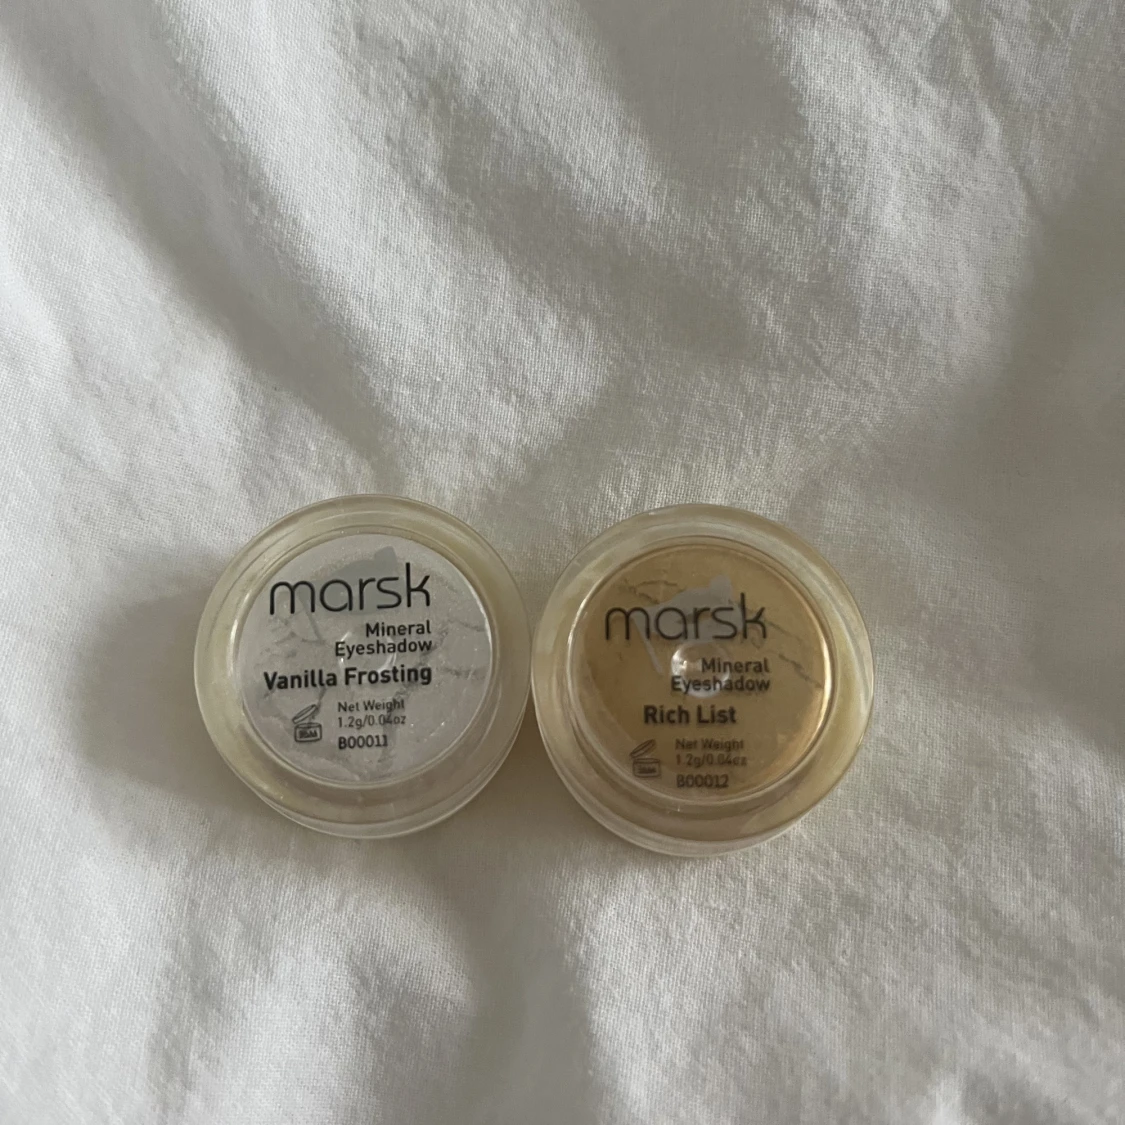 marsk
Mineral
Eyeshadow
Vanilla Frosting
Net Weight
1.2g/0.04oz
B00011
marsk
Mineral
Eyeshadow
Rich List
Net Weight
1.2g/0.04oz
B00012